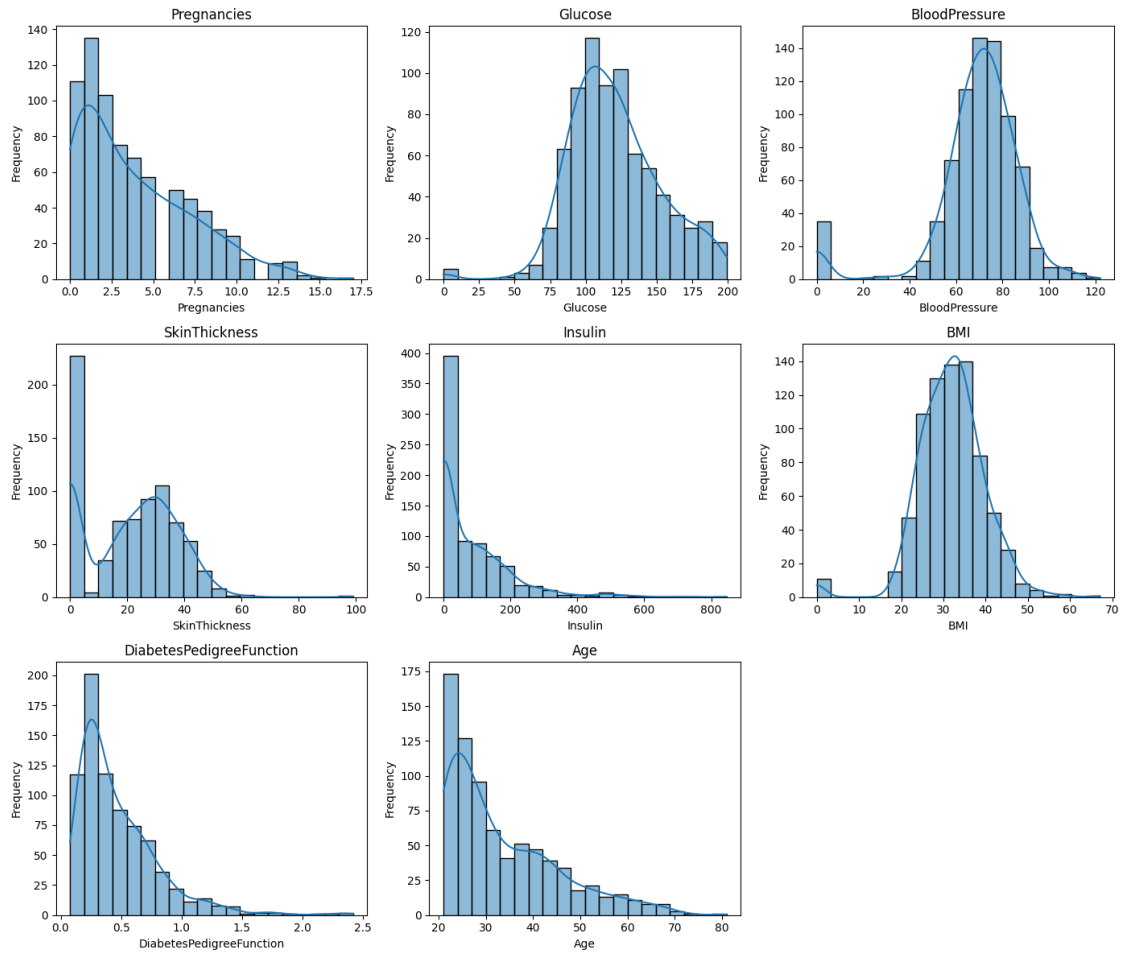 Pregnancies
Glucose
BloodPressure
140
120
100
80
60
40
20
0
Frequency
0.0 2.5 5.0 7.5 10.0 12.5 15.0 17.5
Pregnancies
120
100
80
60
40
20
0
Frequency
0 25 50 75 100 125 150 175 200
Glucose
140
120
100
80
60
40
20
0
Frequency
0 20 40 60 80 100 120
BloodPressure
SkinThickness
Insulin
BMI
200
150
100
50
0
Frequency
0 20 40 60 80 100
SkinThickness
400
350
300
250
200
150
100
50
0
Frequency
0 200 400 600 800
Insulin
140
120
100
80
60
40
20
0
Frequency
0 10 20 30 40 50 60 70
BMI
DiabetesPedigreeFunction
Age
200
175
150
125
100
75
50
25
0
Frequency
0.0 0.5 1.0 1.5 2.0 2.5
DiabetesPedigreeFunction
175
150
125
100
75
50
25
0
Frequency
20 30 40 50 60 70 80
Age